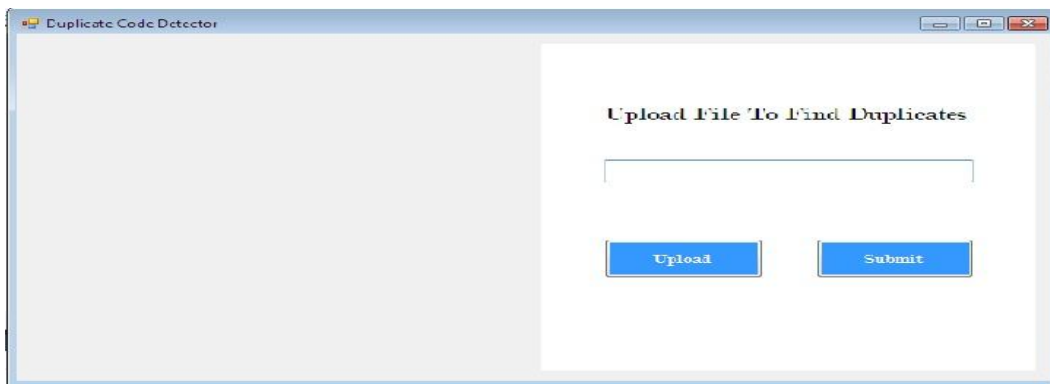 Duplicate Code Detector
Upload File To Find Duplicates
Upload
Submit